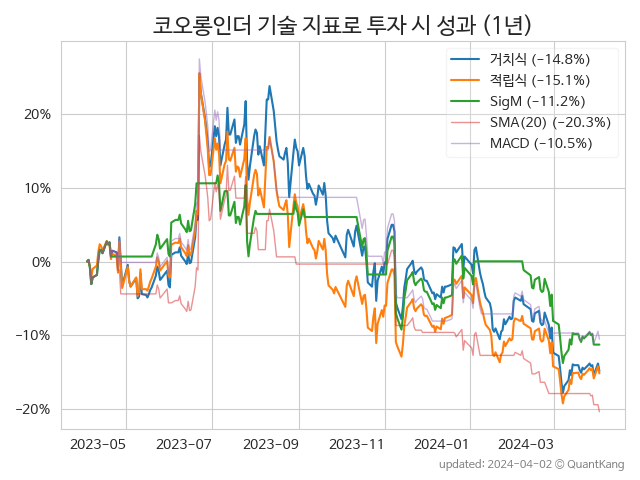 코오롱인더 기술 지표로 투자 시 성과 (1년)
거치식 (−14.8%)
적립식 (−15.1%)
SigM (−11.2%)
SMA(20) (−20.3%)
MACD (−10.5%)
20%
10%
0%
−10%
−20%
2023-05 2023-07 2023-09 2023-11 2024-01 2024-03
updated: 2024-04-02 © QuantKang